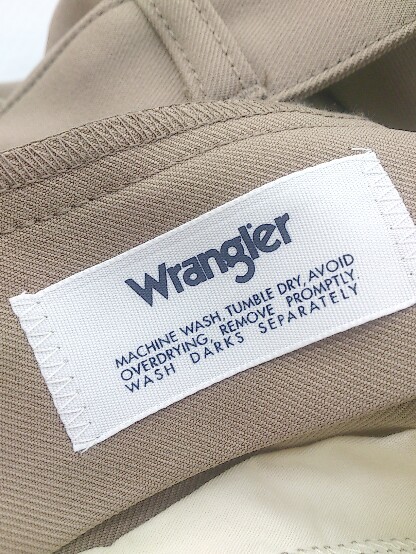 Wrangler
MACHINE WASH, TUMBLE DRY, AVOID
OVERDRYING, REMOVE PROMPTLY.
WASH DARKS SEPARATELY